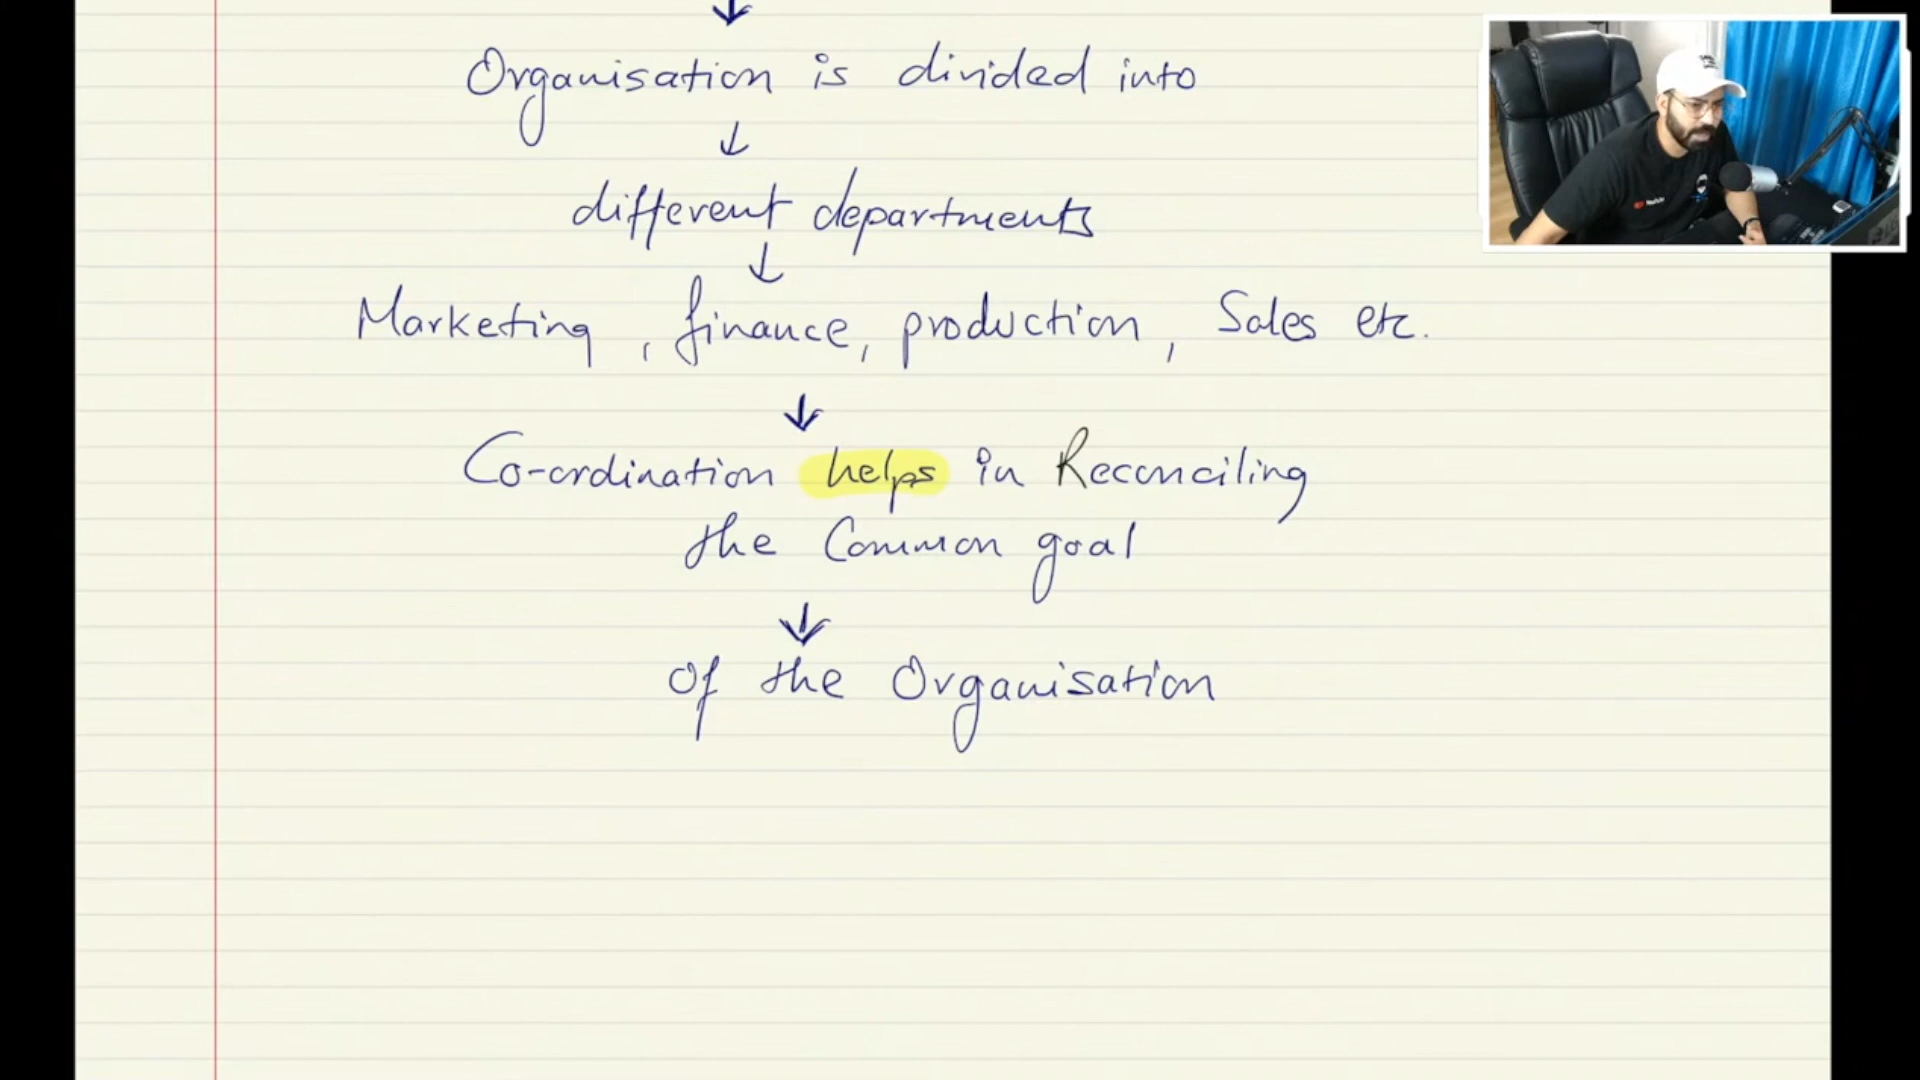 ↓
Organisation is divided into
↓
different departments
↓
Marketing, finance, production, Sales etc.
↓
Co-ordination helps in Reconciling
the Common goal
↓
Of the Organisation